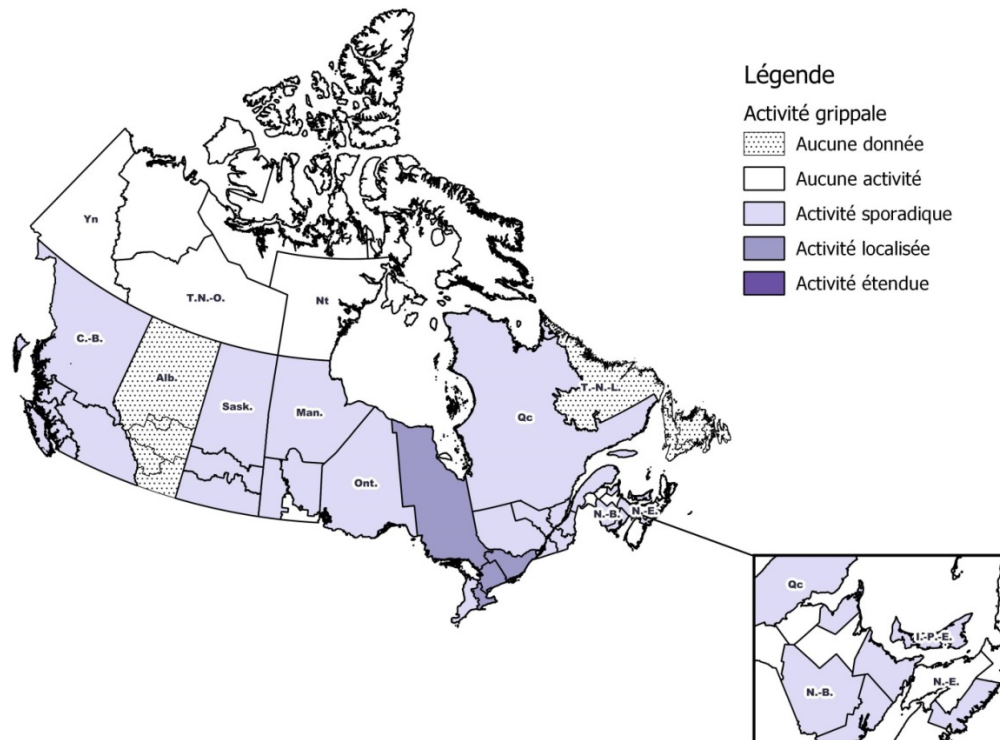 Légende
Activité grippale
Aucune donnée
Aucune activité
Activité sporadique
Activité localisée
Activité étendue
Yn
T.N.-O.
Nt
C.-B.
Alb.
Sask.
Man.
Ont.
Qc
T.-N.-L.
N.-B.
N.-E.
Qc
I.-P.-E.
N.-E.
N.-B.